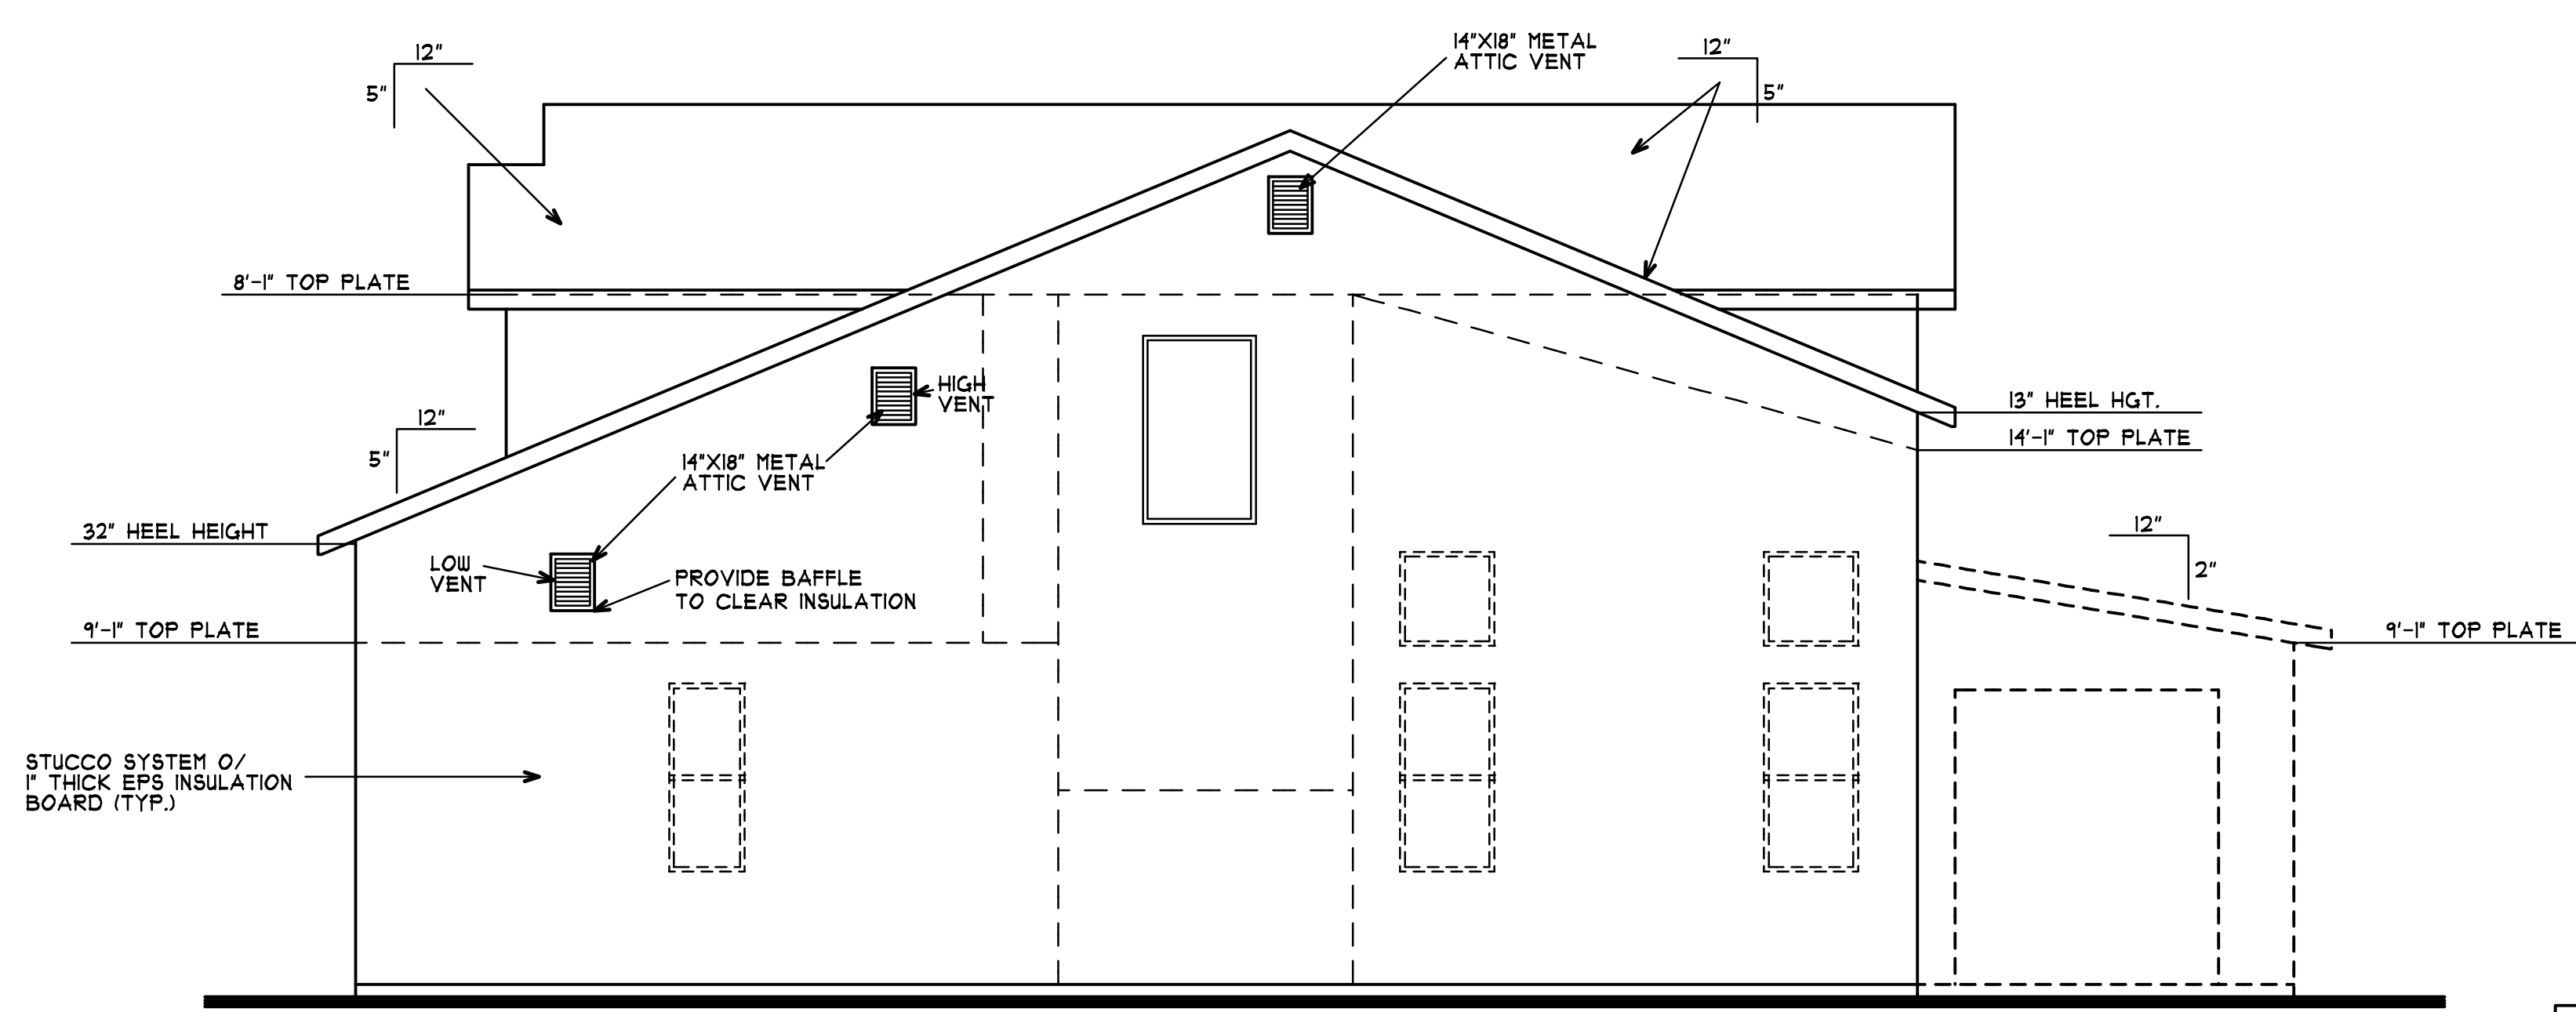 12"
5"
14"X18" METAL
ATTIC VENT
12"
5"
8'-1" TOP PLATE
HIGH
VENT
12"
5"
13" HEEL HGT.
14'-1" TOP PLATE
14"X18" METAL
ATTIC VENT
32" HEEL HEIGHT
12"
2"
LOW
VENT
PROVIDE BAFFLE
TO CLEAR INSULATION
9'-1" TOP PLATE
9'-1" TOP PLATE
STUCCO SYSTEM O/
1" THICK EPS INSULATION
BOARD (TYP.)